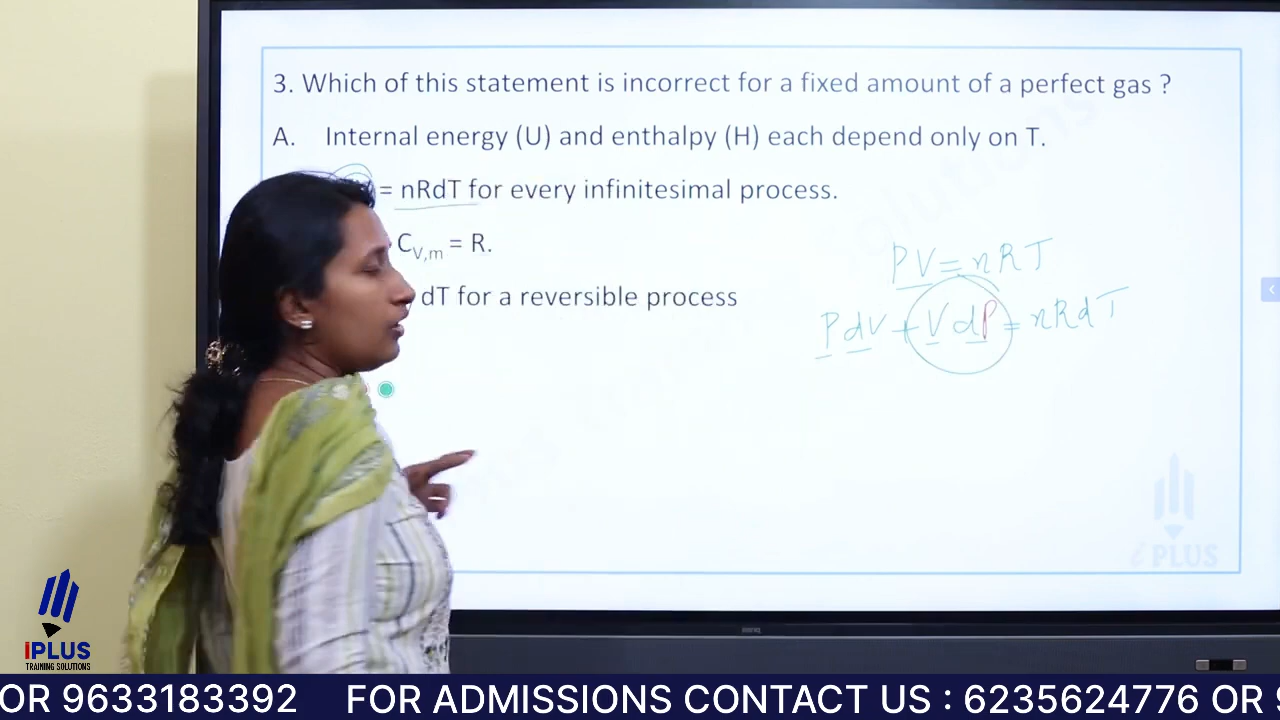 3. Which of this statement is incorrect for a fixed amount of a perfect gas ?
A. Internal energy (U) and enthalpy (H) each depend only on T.
= nRdT for every infinitesimal process.
C_{V,m} = R.
dT for a reversible process
PV = nRT
PdV + VdP = nRdT
iPLUS
iPLUS
TRAINING SOLUTIONS
OR 9633183392 FOR ADMISSIONS CONTACT US : 6235624776 OR